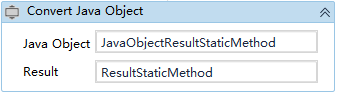 Convert Java Object
Java Object JavaObjectResultStaticMethod
Result ResultStaticMethod